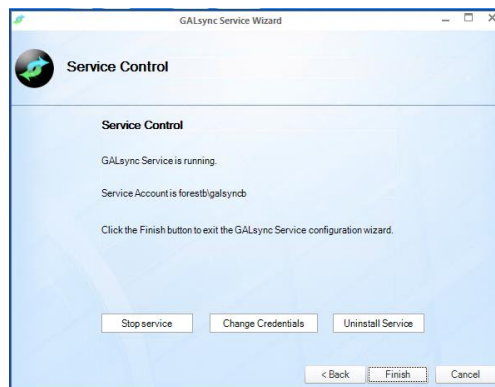 GALsync Service Wizard
Service Control
Service Control
GALsync Service is running.
Service Account is forestb\galsyncb
Click the Finish button to exit the GALsync Service configuration wizard.
Stop service Change Credentials Uninstall Service
< Back Finish Cancel